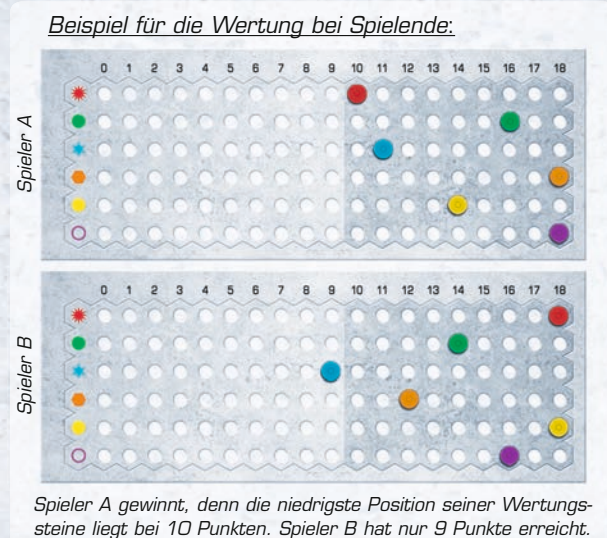 Beispiel für die Wertung bei Spielende:
0 1 2 3 4 5 6 7 8 9 10 11 12 13 14 15 16 17 18
Spieler A
0 1 2 3 4 5 6 7 8 9 10 11 12 13 14 15 16 17 18
Spieler B
Spieler A gewinnt, denn die niedrigste Position seiner Wertungs-
steine liegt bei 10 Punkten. Spieler B hat nur 9 Punkte erreicht.